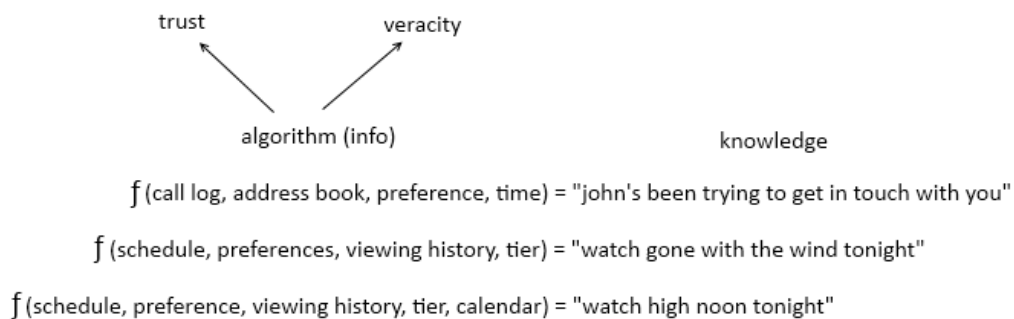 trust
veracity
algorithm (info)
knowledge
ƒ(call log, address book, preference, time) = "john's been trying to get in touch with you"
ƒ(schedule, preferences, viewing history, tier) = "watch gone with the wind tonight"
ƒ(schedule, preference, viewing history, tier, calendar) = "watch high noon tonight"